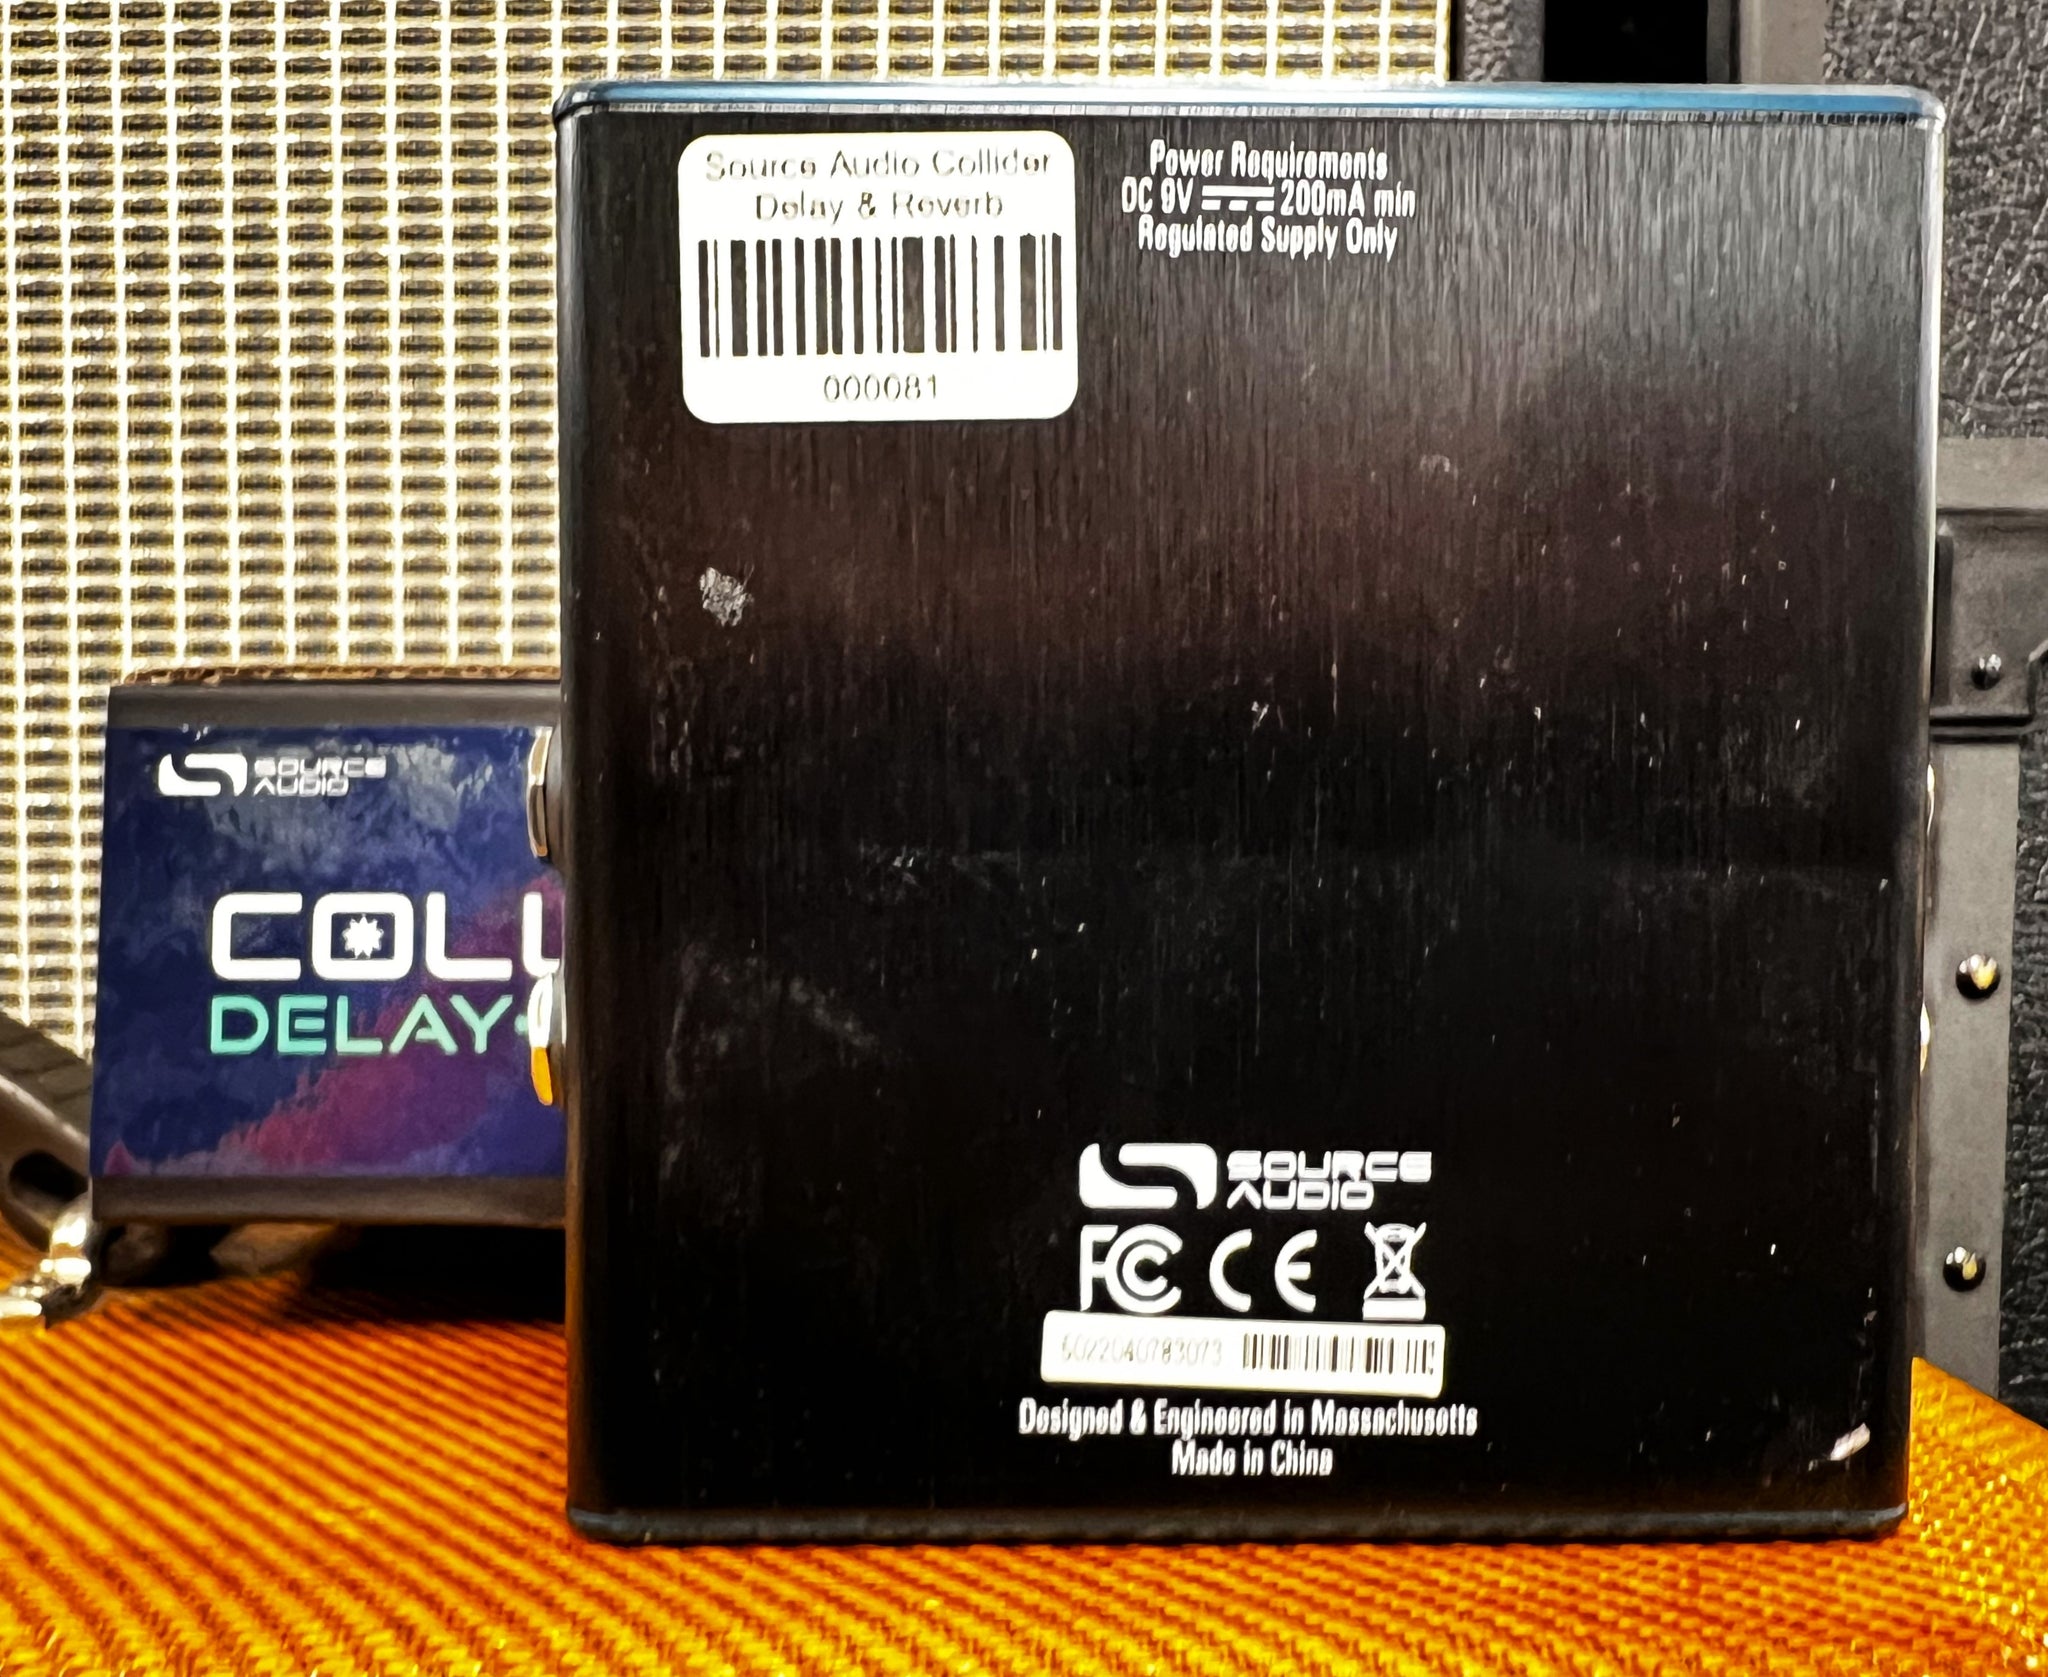 Source Audio Collider
Delay & Reverb
000081
Power Requirements
DC 9V 200mA min
Regulated Supply Only
SOURCE
AUDIO
COLL
DELAY+
SOURCE
AUDIO
FC CE
5022040783073
Designed & Engineered in Massachusetts
Made in China